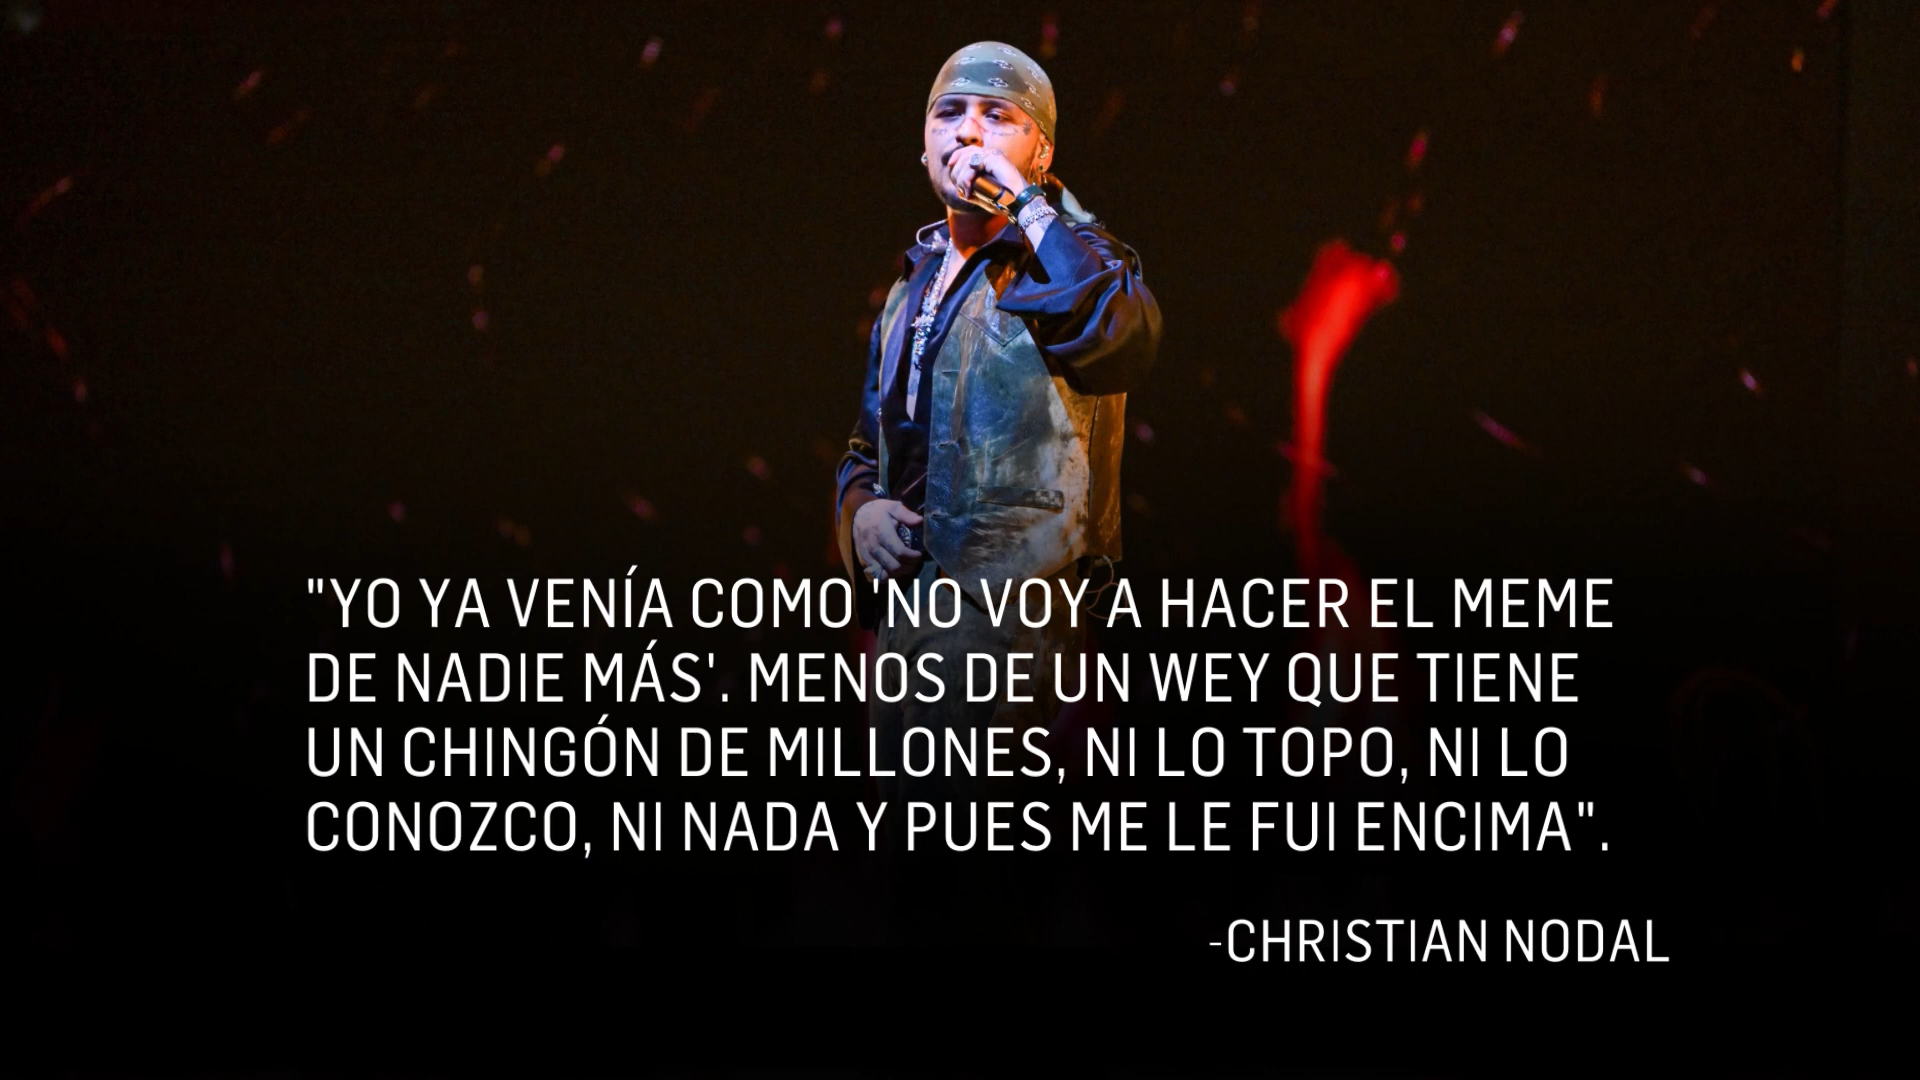 "YO YA VENÍA COMO 'NO VOY A HACER EL MEME
DE NADIE MÁS'. MENOS DE UN WEY QUE TIENE
UN CHINGÓN DE MILLONES, NI LO TOPO, NI LO
CONOZCO, NI NADA Y PUES ME LE FUI ENCIMA".
-CHRISTIAN NODAL